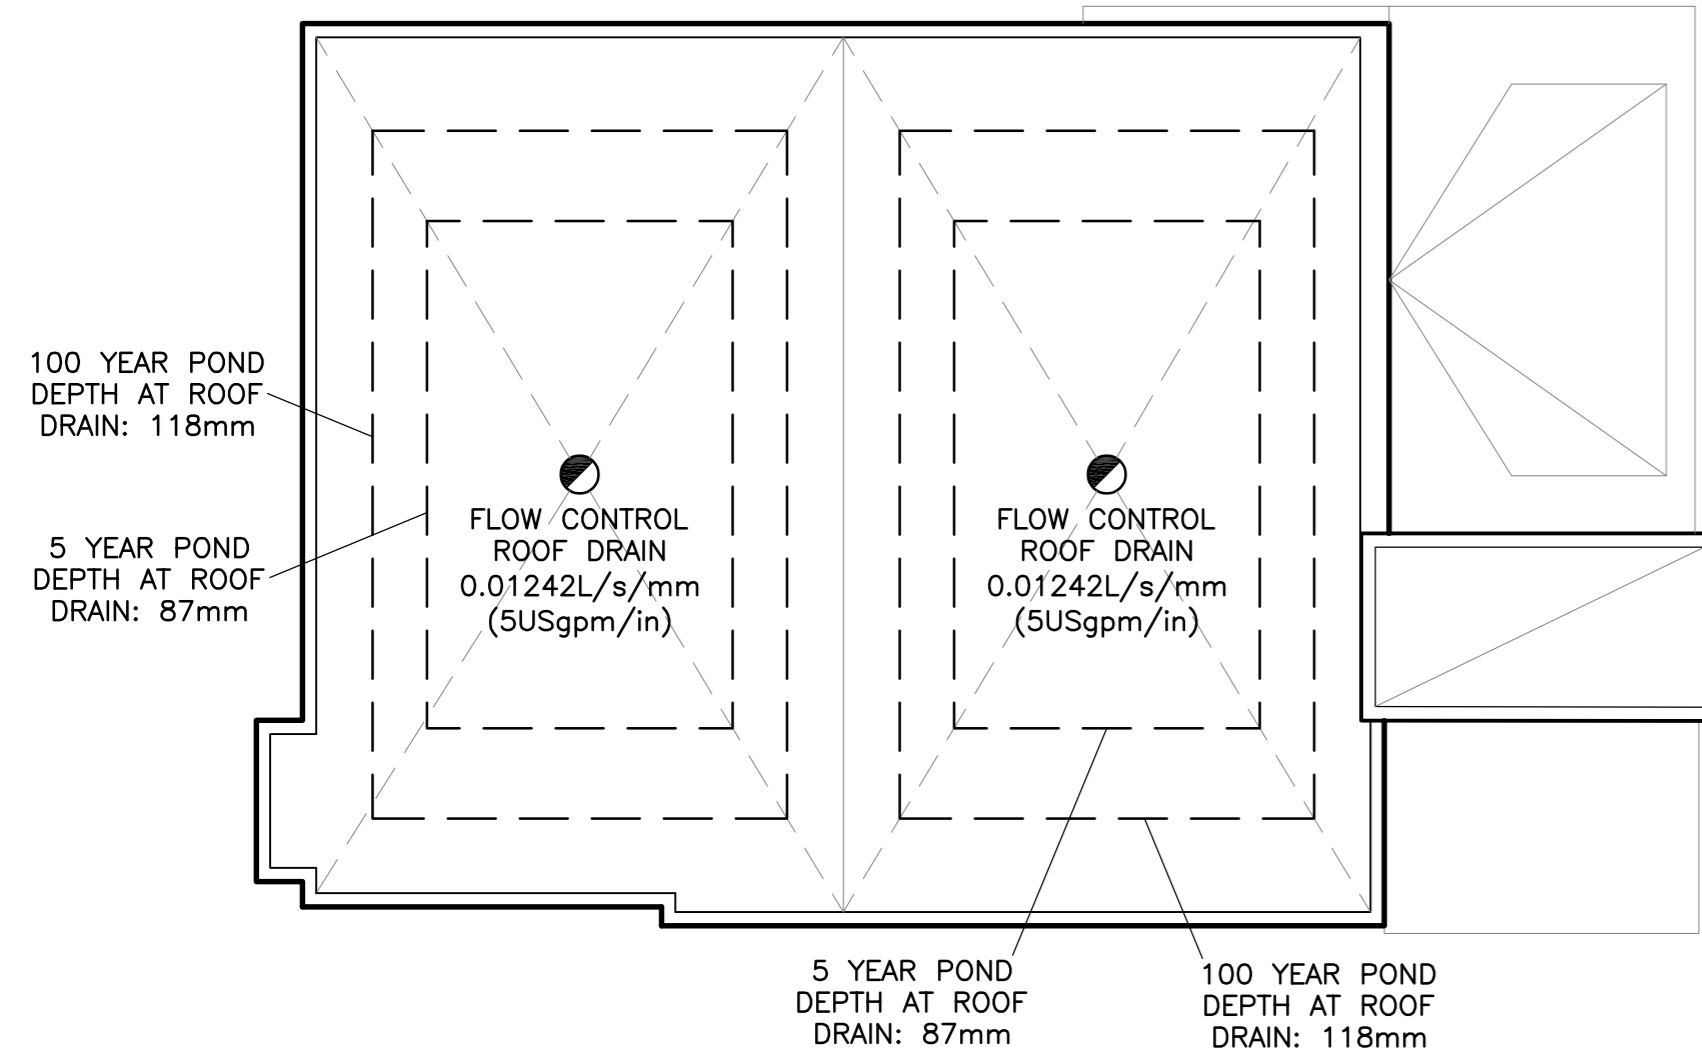 100 YEAR POND
DEPTH AT ROOF
DRAIN: 118mm
5 YEAR POND
DEPTH AT ROOF
DRAIN: 87mm
FLOW CONTROL
ROOF DRAIN
0.01242L/s/mm
(5USgpm/in)
FLOW CONTROL
ROOF DRAIN
0.01242L/s/mm
(5USgpm/in)
5 YEAR POND
DEPTH AT ROOF
DRAIN: 87mm
100 YEAR POND
DEPTH AT ROOF
DRAIN: 118mm